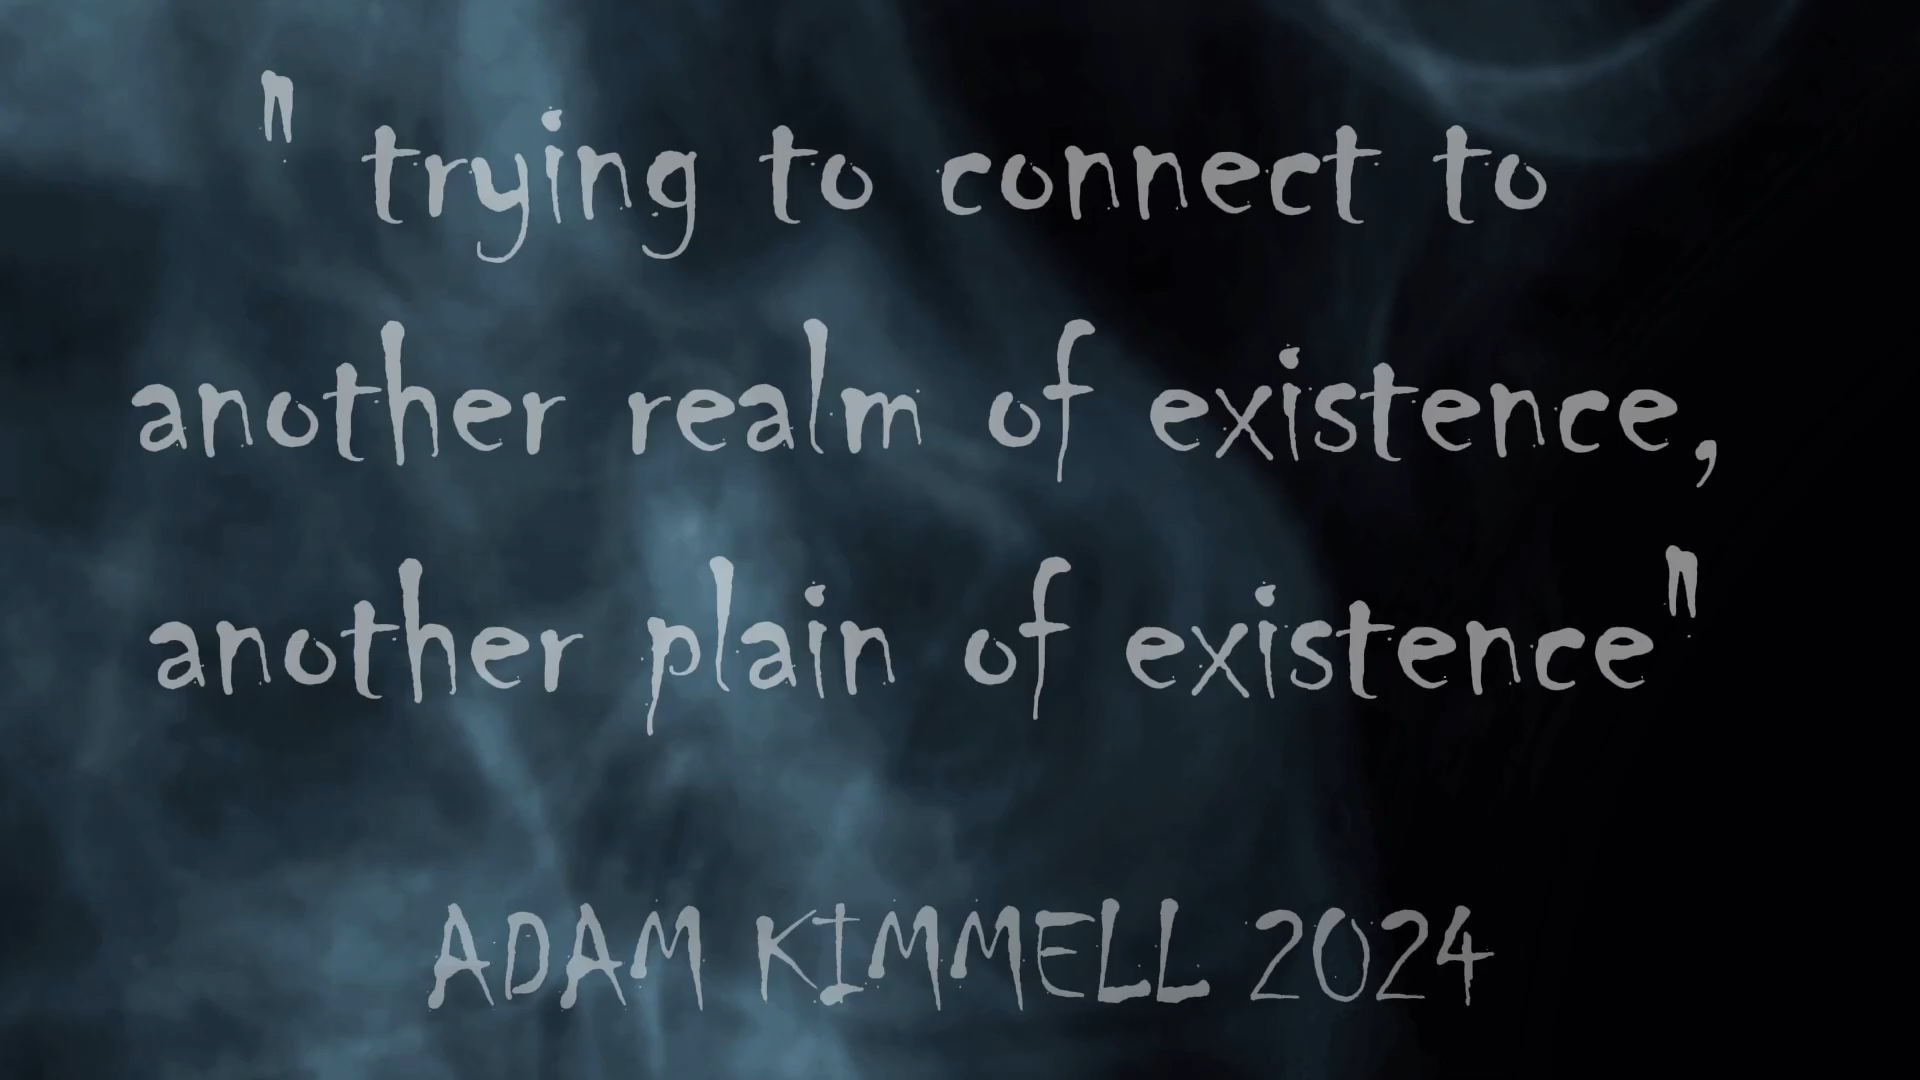 " trying to connect to
another realm of existence,
another plain of existence"
ADAM KIMMELL 2024